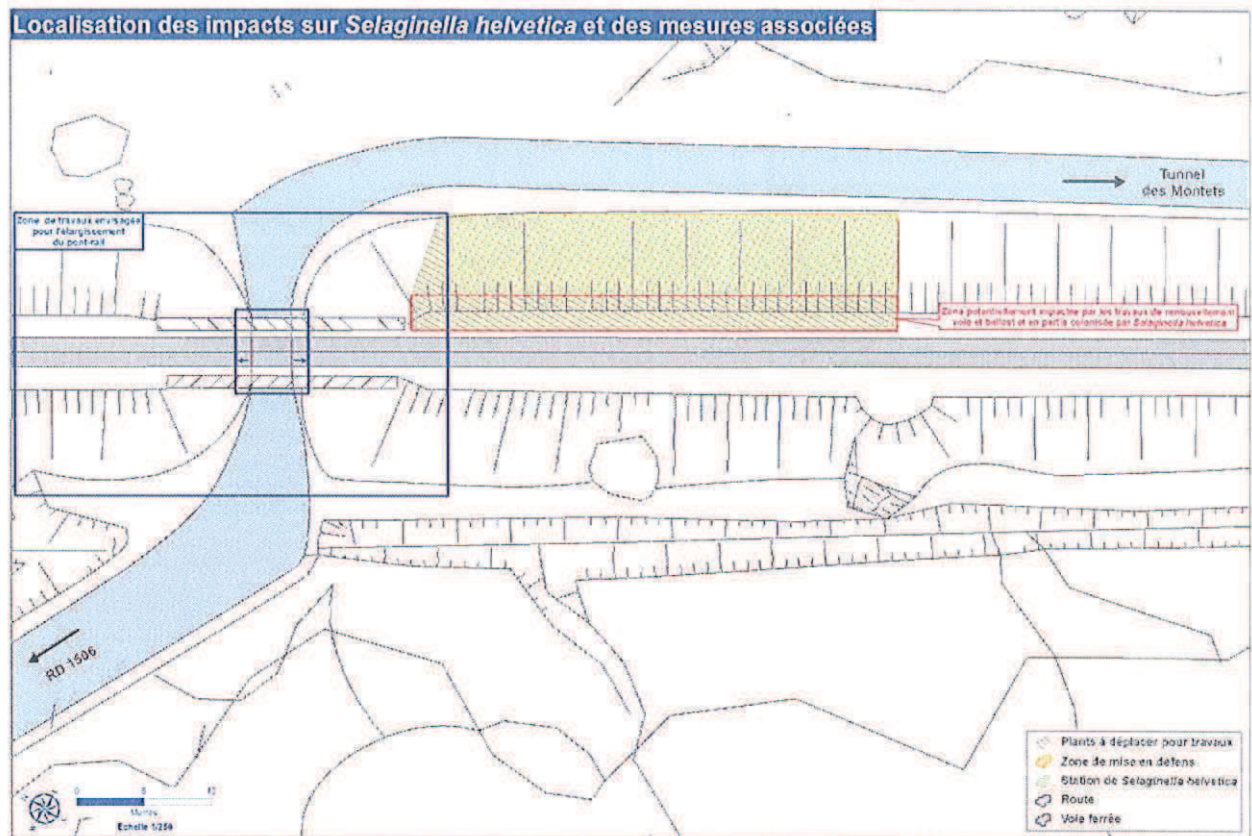 Localisation des impacts sur Selaginella helvetica et des mesures associées
Tunnel
des Montets
Zone de travaux envisagés
pour l'élargissement
du pont-rail
Zone potentiellement impactée par les travaux de renouvellement
voie et ballast et en partie colonisée par Selaginella helvetica
RD 1506
Plants à déplacer pour travaux
Zone de mise en défens
Station de Selaginella helvetica
Route
Voie ferrée
0
Mètres
Echelle 1/250